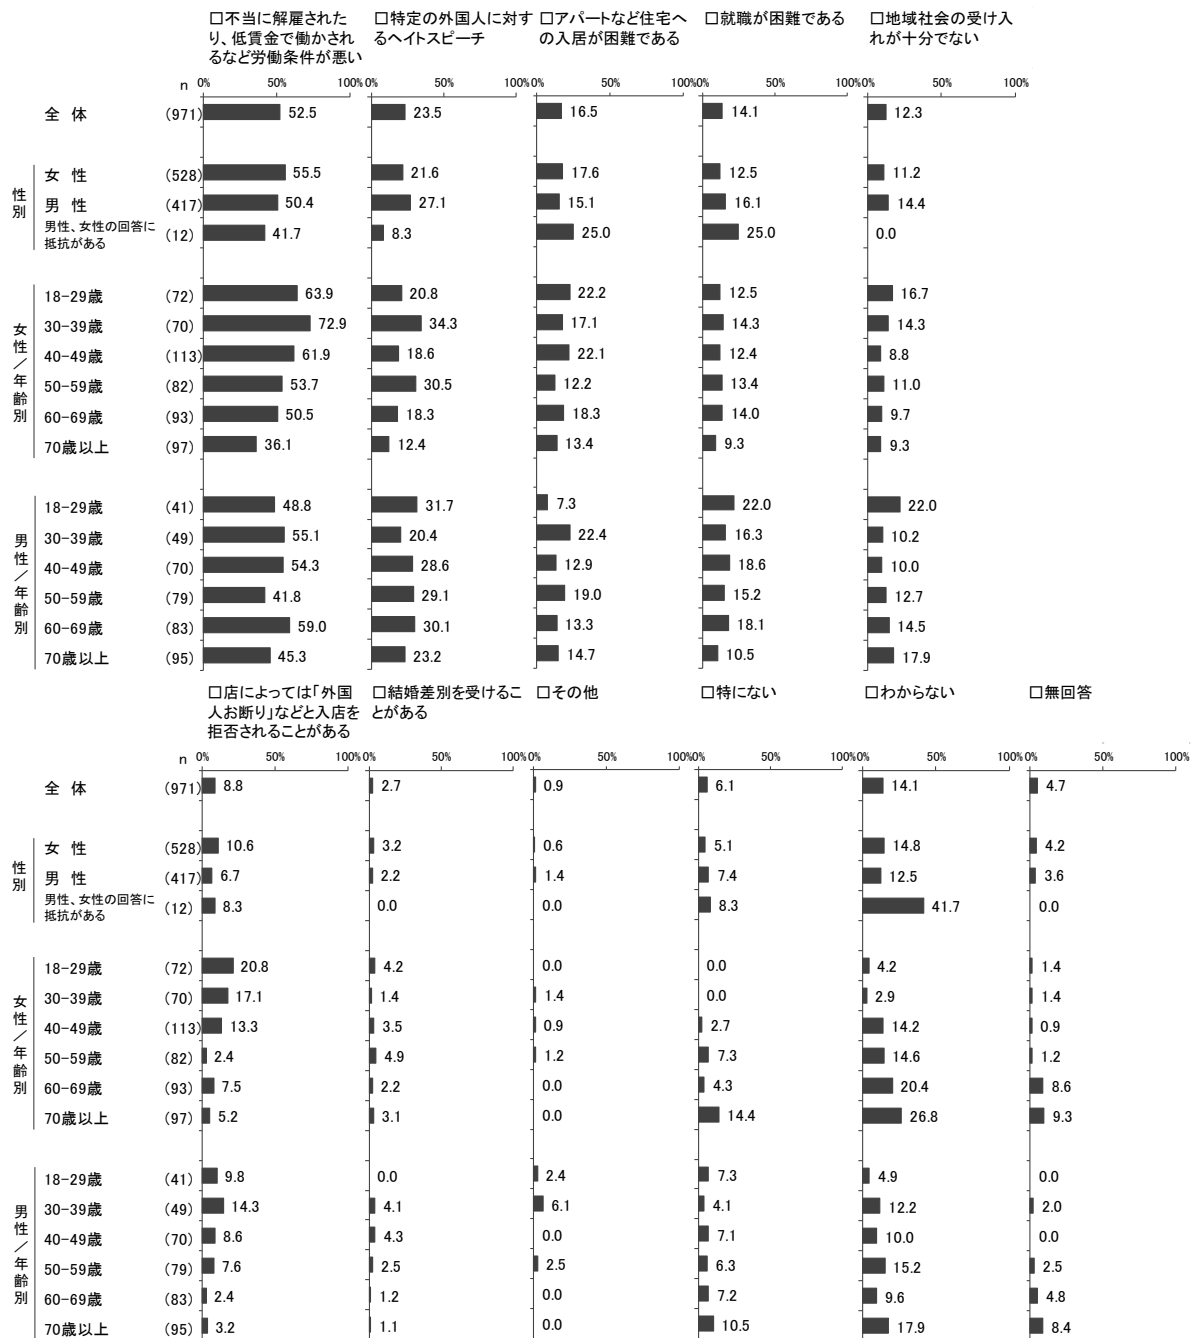 □不当に解雇された
り、低賃金で働かされ
るなど労働条件が悪い
□特定の外国人に対す
るヘイトスピーチ
□アパートなど住宅へ
の入居が困難である
□就職が困難である
□地域社会の受け入
れが十分でない
n 0% 50% 100% 0% 50% 100% 0% 50% 100% 0% 50% 100% 0% 50% 100%
全 体 (971) 52.5 23.5 16.5 14.1 12.3
性別
女 性 (528) 55.5 21.6 17.6 12.5 11.2
男 性 (417) 50.4 27.1 15.1 16.1 14.4
男性、女性の回答に
抵抗がある (12) 41.7 8.3 25.0 25.0 0.0
女性/年齢別
18-29歳 (72) 63.9 20.8 22.2 12.5 16.7
30-39歳 (70) 72.9 34.3 17.1 14.3 14.3
40-49歳 (113) 61.9 18.6 22.1 12.4 8.8
50-59歳 (82) 53.7 30.5 12.2 13.4 11.0
60-69歳 (93) 50.5 18.3 18.3 14.0 9.7
70歳以上 (97) 36.1 12.4 13.4 9.3 9.3
男性/年齢別
18-29歳 (41) 48.8 31.7 7.3 22.0 22.0
30-39歳 (49) 55.1 20.4 22.4 16.3 10.2
40-49歳 (70) 54.3 28.6 12.9 18.6 10.0
50-59歳 (79) 41.8 29.1 19.0 15.2 12.7
60-69歳 (83) 59.0 30.1 13.3 18.1 14.5
70歳以上 (95) 45.3 23.2 14.7 10.5 17.9
□店によっては「外国
人お断り」などと入店を
拒否されることがある
□結婚差別を受けるこ
とがある
□その他
□特にない
□わからない
□無回答
n 0% 50% 100% 0% 50% 100% 0% 50% 100% 0% 50% 100% 0% 50% 100% 0% 50% 100%
全 体 (971) 8.8 2.7 0.9 6.1 14.1 4.7
性別
女 性 (528) 10.6 3.2 0.6 5.1 14.8 4.2
男 性 (417) 6.7 2.2 1.4 7.4 12.5 3.6
男性、女性の回答に
抵抗がある (12) 8.3 0.0 0.0 8.3 41.7 0.0
女性/年齢別
18-29歳 (72) 20.8 4.2 0.0 0.0 4.2 1.4
30-39歳 (70) 17.1 1.4 1.4 0.0 2.9 1.4
40-49歳 (113) 13.3 3.5 0.9 2.7 14.2 0.9
50-59歳 (82) 2.4 4.9 1.2 7.3 14.6 1.2
60-69歳 (93) 7.5 2.2 0.0 4.3 20.4 8.6
70歳以上 (97) 5.2 3.1 0.0 14.4 26.8 9.3
男性/年齢別
18-29歳 (41) 9.8 0.0 2.4 7.3 4.9 0.0
30-39歳 (49) 14.3 4.1 6.1 4.1 12.2 2.0
40-49歳 (70) 8.6 4.3 0.0 7.1 10.0 0.0
50-59歳 (79) 7.6 2.5 2.5 6.3 15.2 2.5
60-69歳 (83) 2.4 1.2 0.0 7.2 9.6 4.8
70歳以上 (95) 3.2 1.1 0.0 10.5 17.9 8.4